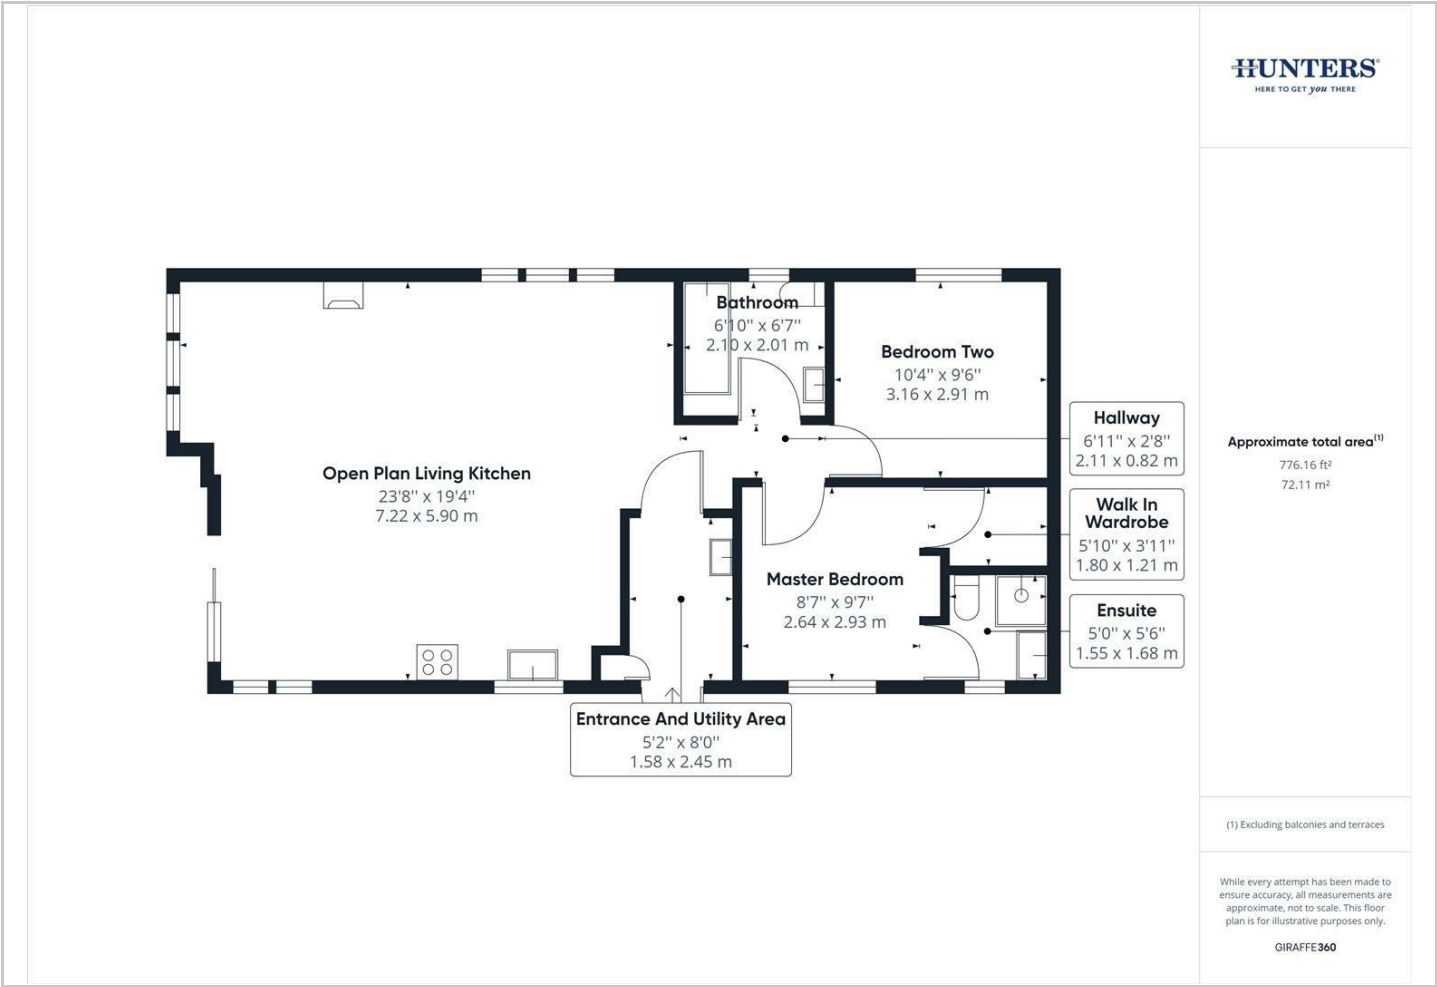 HUNTERS®
HERE TO GET you THERE
Bathroom
6'10'' x 6'7''
2.10 x 2.01 m
Bedroom Two
10'4'' x 9'6''
3.16 x 2.91 m
Hallway
6'11'' x 2'8''
2.11 x 0.82 m
Open Plan Living Kitchen
23'8'' x 19'4''
7.22 x 5.90 m
Walk In
Wardrobe
5'10'' x 3'11''
1.80 x 1.21 m
Master Bedroom
8'7'' x 9'7''
2.64 x 2.93 m
Ensuite
5'0'' x 5'6''
1.55 x 1.68 m
Entrance And Utility Area
5'2'' x 8'0''
1.58 x 2.45 m
Approximate total area(1)
776.16 ft²
72.11 m²
(1) Excluding balconies and terraces
While every attempt has been made to
ensure accuracy, all measurements are
approximate, not to scale. This floor
plan is for illustrative purposes only.
GIRAFFE360